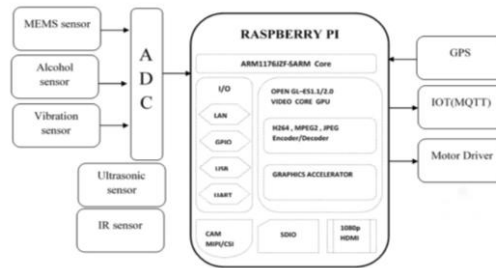 MEMS sensor
Alcohol
sensor
Vibration
sensor
Ultrasonic
sensor
IR sensor
A
D
C
RASPBERRY PI
ARM1176JZF-SARM Core
I/O
LAN
GPIO
USB
UART
OPEN GL-ES1.1/2.0
VIDEO CORE GPU
H264 , MPEG2 , JPEG
Encoder/Decoder
GRAPHICS ACCELERATOR
CAM
MIPI/CSI
SDIO
1080p
HDMI
GPS
IOT(MQTT)
Motor Driver